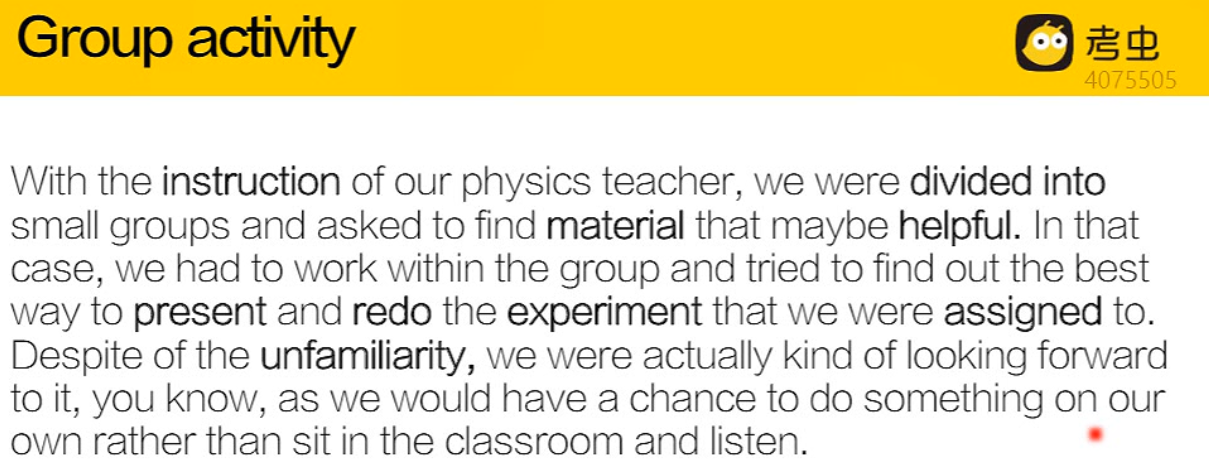 Group activity
考虫
4075505
With the instruction of our physics teacher, we were divided into
small groups and asked to find material that maybe helpful. In that
case, we had to work within the group and tried to find out the best
way to present and redo the experiment that we were assigned to.
Despite of the unfamiliarity, we were actually kind of looking forward
to it, you know, as we would have a chance to do something on our
own rather than sit in the classroom and listen.